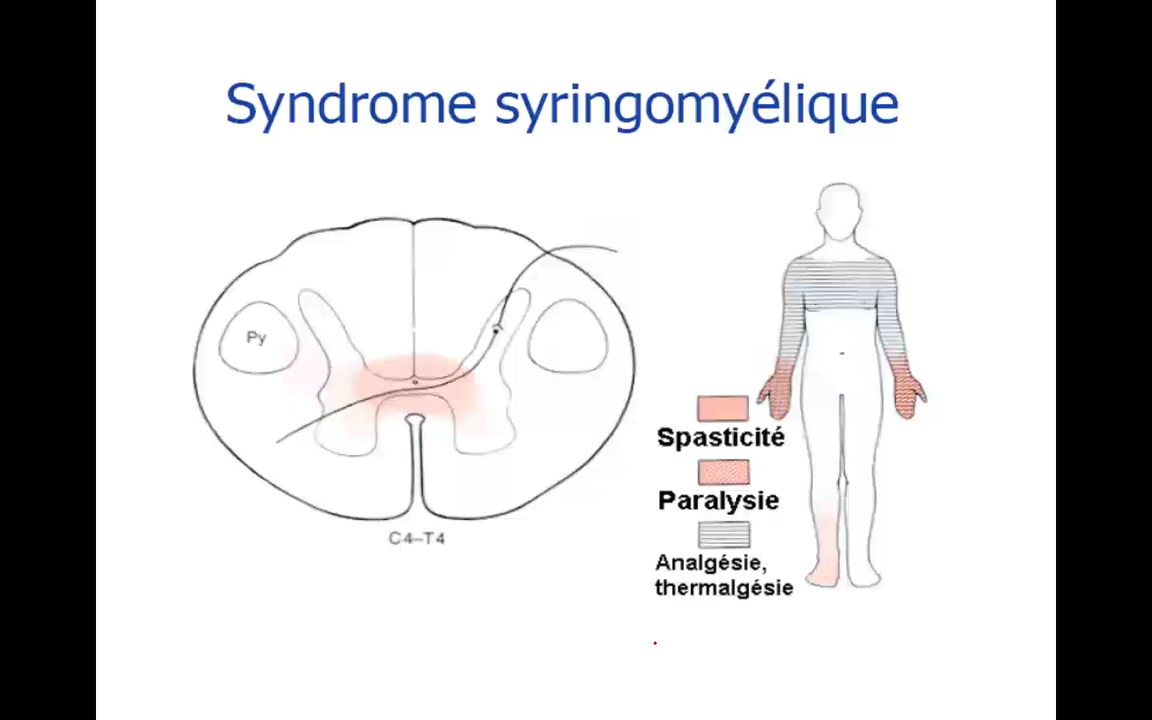 Syndrome syringomyélique
Py
C4–T4
Spasticité
Paralysie
Analgésie,
thermalgésie